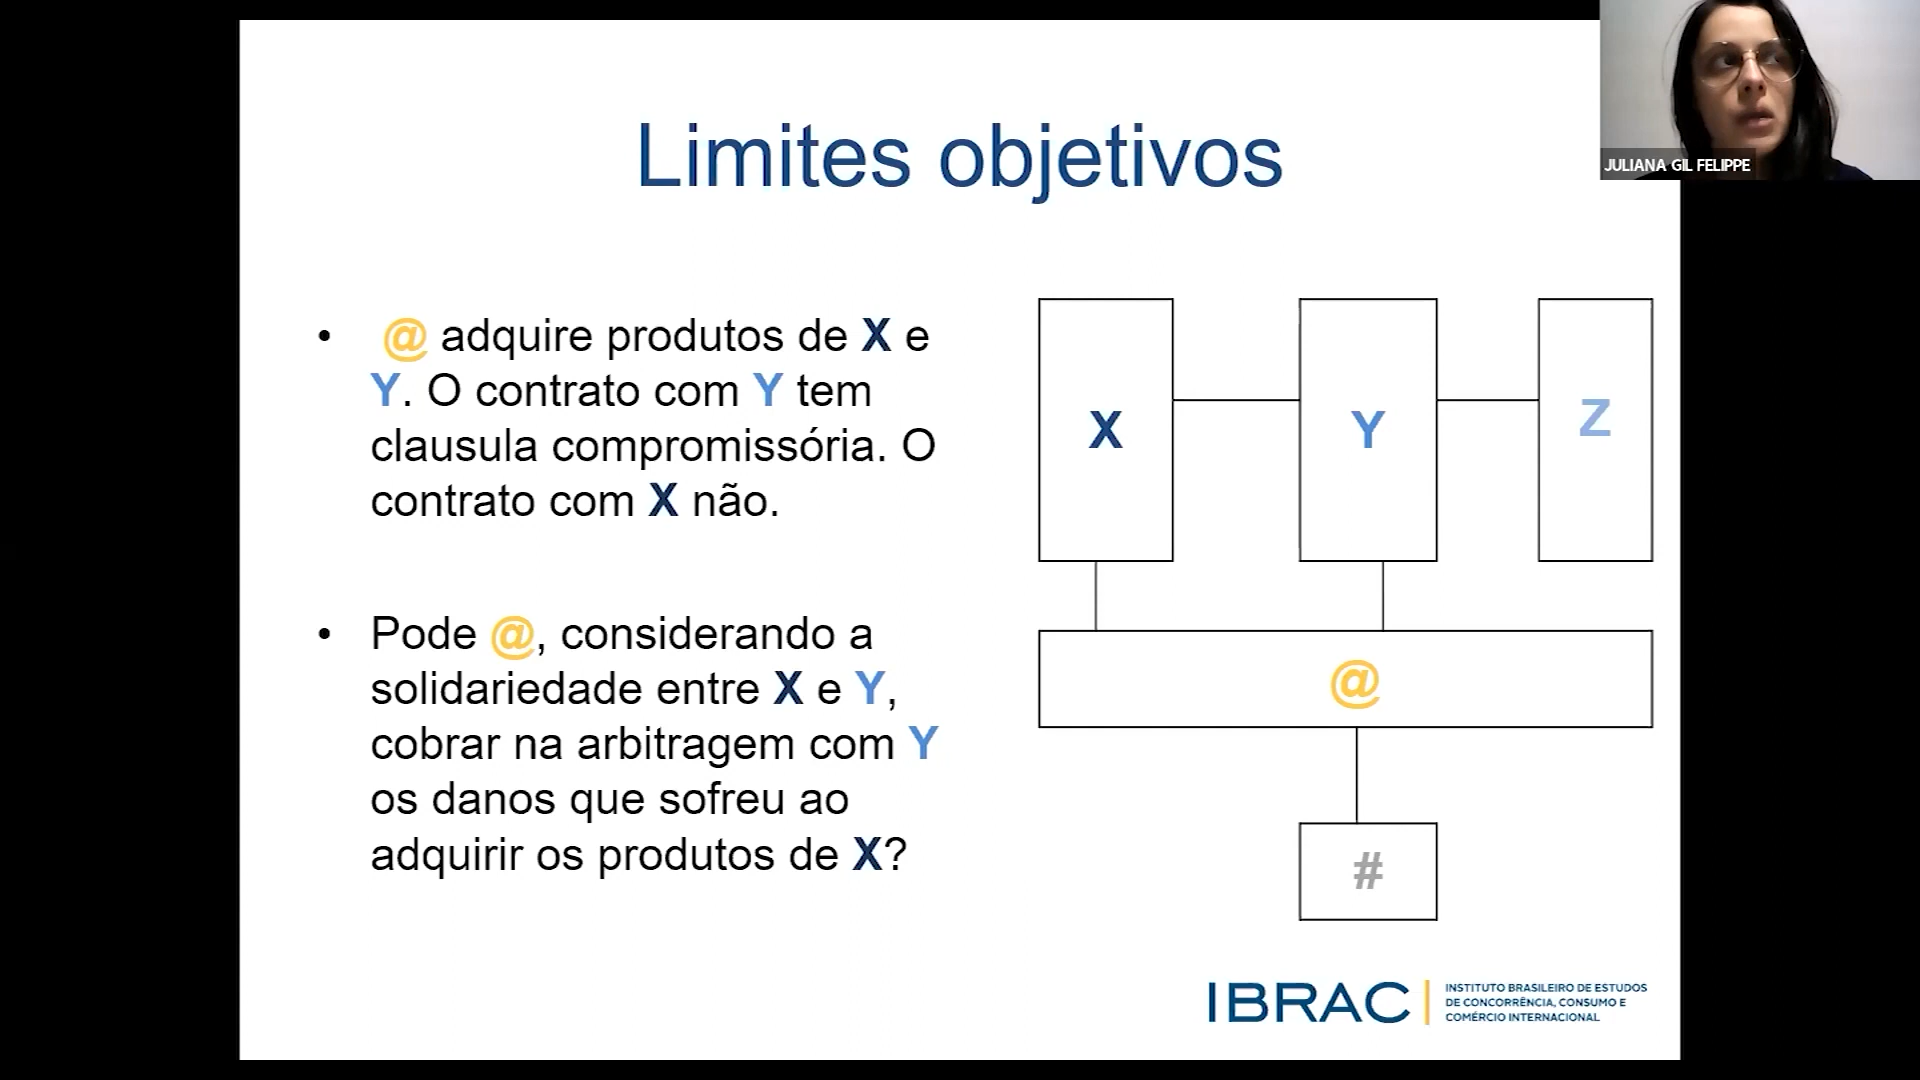 JULIANA GIL FELIPPE
Limites objetivos
• @ adquire produtos de X e
Y. O contrato com Y tem
clausula compromissória. O
contrato com X não.
• Pode @, considerando a
solidariedade entre X e Y,
cobrar na arbitragem com Y
os danos que sofreu ao
adquirir os produtos de X?
X
Y
Z
@
#
IBRAC
INSTITUTO BRASILEIRO DE ESTUDOS
DE CONCORRÊNCIA, CONSUMO E
COMÉRCIO INTERNACIONAL